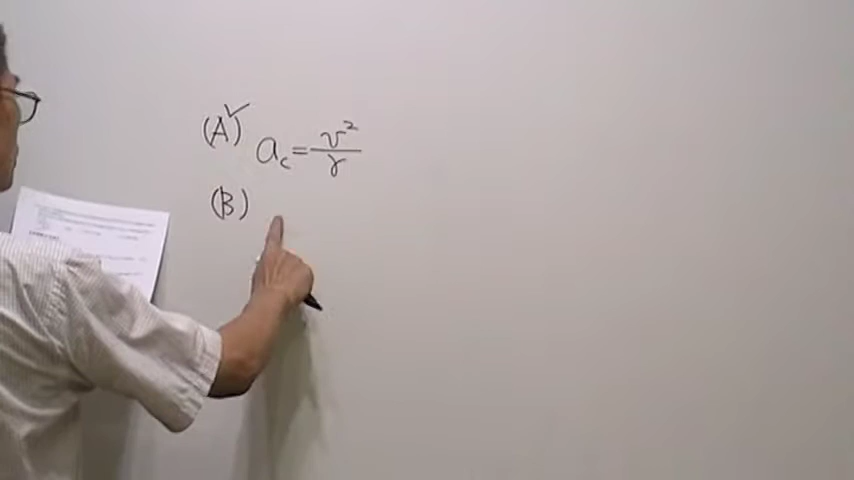 (A)✓ a_c = v²/r
(B)